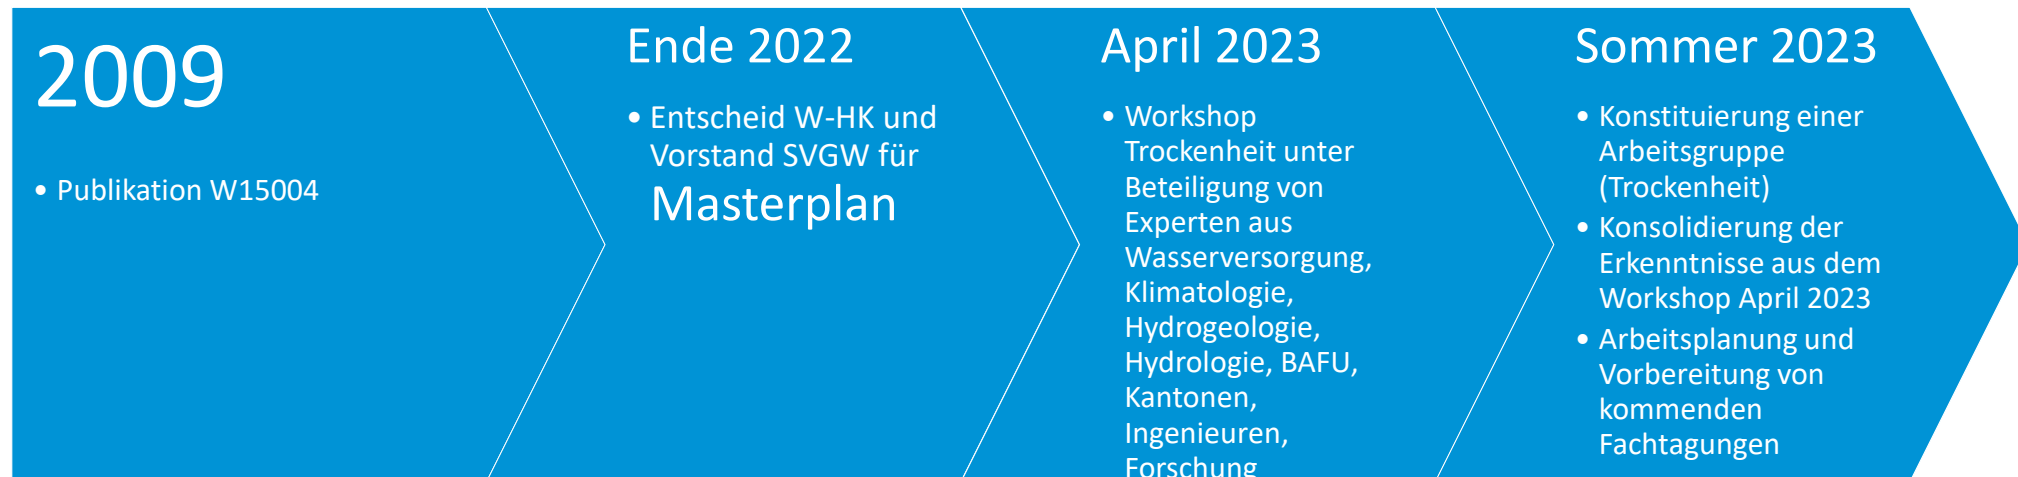 2009
• Publikation W15004
Ende 2022
• Entscheid W-HK und
Vorstand SVGW für
Masterplan
April 2023
• Workshop
Trockenheit unter
Beteiligung von
Experten aus
Wasserversorgung,
Klimatologie,
Hydrogeologie,
Hydrologie, BAFU,
Kantonen,
Ingenieuren,
Forschung
Sommer 2023
• Konstituierung einer
Arbeitsgruppe
(Trockenheit)
• Konsolidierung der
Erkenntnisse aus dem
Workshop April 2023
• Arbeitsplanung und
Vorbereitung von
kommenden
Fachtagungen